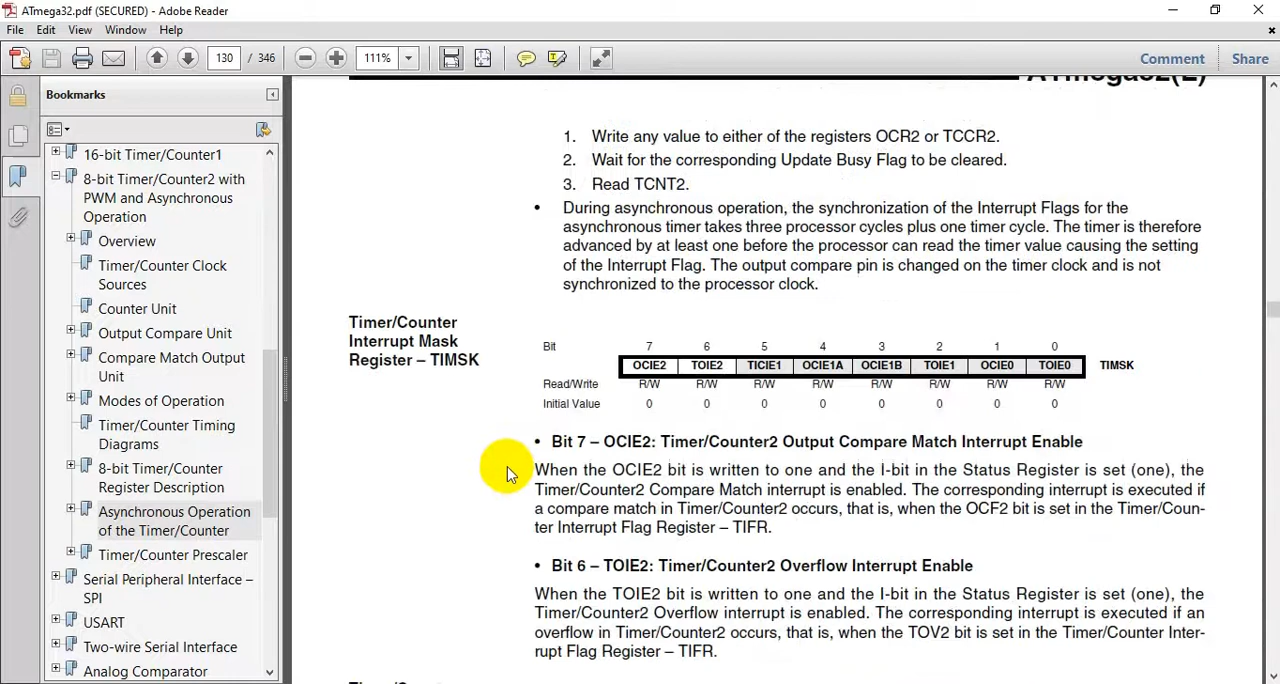 ATmega32.pdf (SECURED) - Adobe Reader
File Edit View Window Help
130 / 346 111% Comment Share
Bookmarks
16-bit Timer/Counter1
8-bit Timer/Counter2 with
PWM and Asynchronous
Operation
Overview
Timer/Counter Clock
Sources
Counter Unit
Output Compare Unit
Compare Match Output
Unit
Modes of Operation
Timer/Counter Timing
Diagrams
8-bit Timer/Counter
Register Description
Asynchronous Operation
of the Timer/Counter
Timer/Counter Prescaler
Serial Peripheral Interface –
SPI
USART
Two-wire Serial Interface
Analog Comparator
ATmega32(L)
1. Write any value to either of the registers OCR2 or TCCR2.
2. Wait for the corresponding Update Busy Flag to be cleared.
3. Read TCNT2.
• During asynchronous operation, the synchronization of the Interrupt Flags for the
asynchronous timer takes three processor cycles plus one timer cycle. The timer is therefore
advanced by at least one before the processor can read the timer value causing the setting
of the Interrupt Flag. The output compare pin is changed on the timer clock and is not
synchronized to the processor clock.
Timer/Counter
Interrupt Mask
Register – TIMSK
Bit 7 6 5 4 3 2 1 0
OCIE2 TOIE2 TICIE1 OCIE1A OCIE1B TOIE1 OCIE0 TOIE0 TIMSK
Read/Write R/W R/W R/W R/W R/W R/W R/W R/W
Initial Value 0 0 0 0 0 0 0 0
• Bit 7 – OCIE2: Timer/Counter2 Output Compare Match Interrupt Enable
When the OCIE2 bit is written to one and the I-bit in the Status Register is set (one), the
Timer/Counter2 Compare Match interrupt is enabled. The corresponding interrupt is executed if
a compare match in Timer/Counter2 occurs, that is, when the OCF2 bit is set in the Timer/Coun-
ter Interrupt Flag Register – TIFR.
• Bit 6 – TOIE2: Timer/Counter2 Overflow Interrupt Enable
When the TOIE2 bit is written to one and the I-bit in the Status Register is set (one), the
Timer/Counter2 Overflow interrupt is enabled. The corresponding interrupt is executed if an
overflow in Timer/Counter2 occurs, that is, when the TOV2 bit is set in the Timer/Counter Inter-
rupt Flag Register – TIFR.